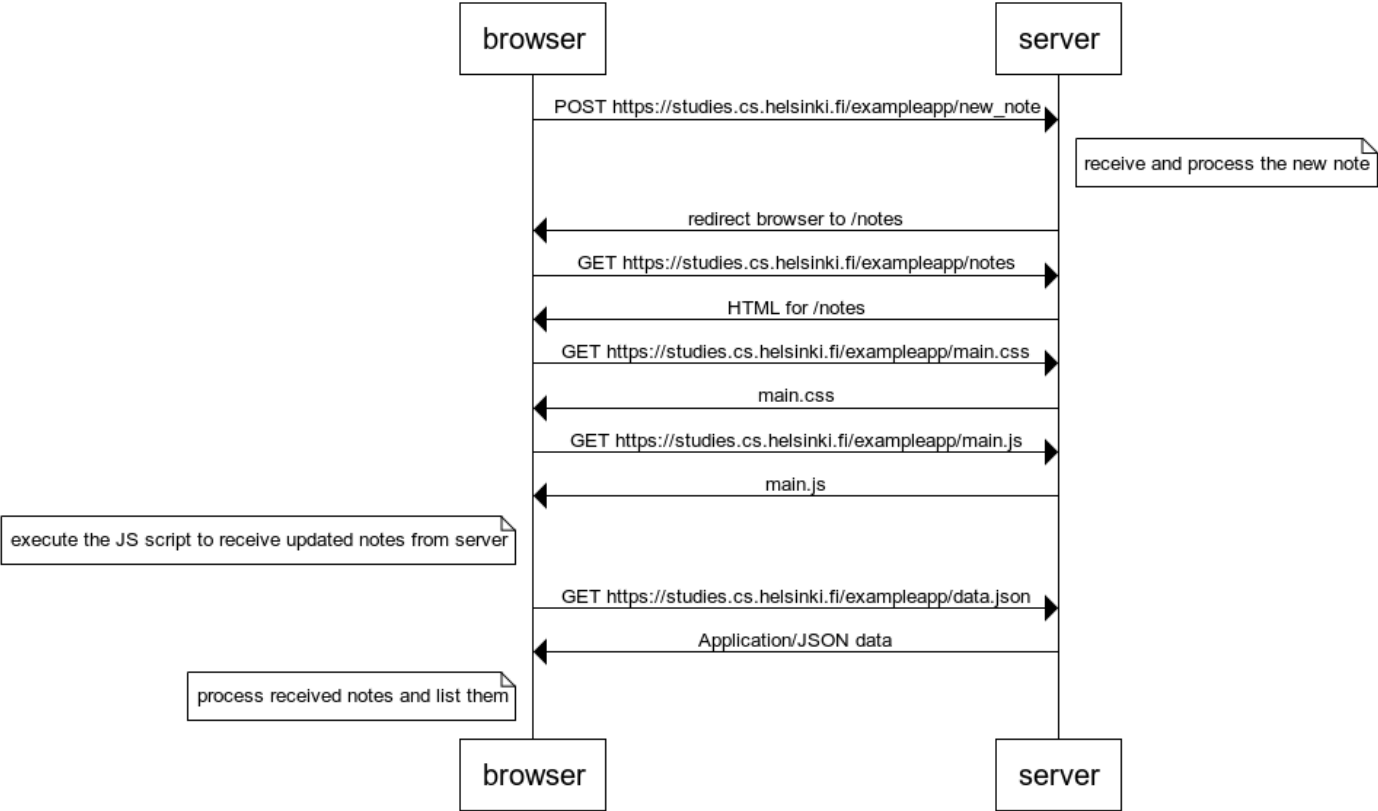 browser
server
POST https://studies.cs.helsinki.fi/exampleapp/new_note
receive and process the new note
redirect browser to /notes
GET https://studies.cs.helsinki.fi/exampleapp/notes
HTML for /notes
GET https://studies.cs.helsinki.fi/exampleapp/main.css
main.css
GET https://studies.cs.helsinki.fi/exampleapp/main.js
main.js
execute the JS script to receive updated notes from server
GET https://studies.cs.helsinki.fi/exampleapp/data.json
Application/JSON data
process received notes and list them
browser
server